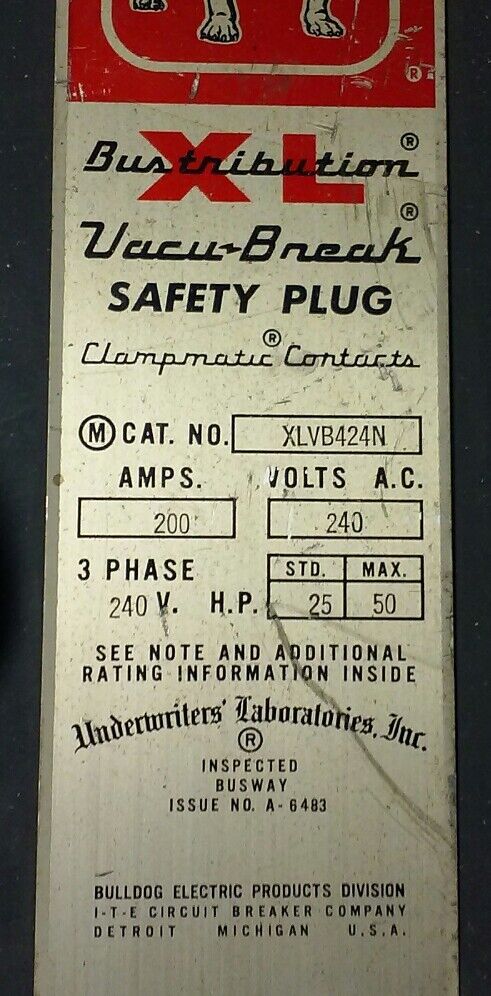 ®
XL
Bustribution®
Vacu-Break®
SAFETY PLUG
Clampmatic® Contacts
Ⓜ CAT. NO. XLVB424N
AMPS. VOLTS A.C.
200 240
3 PHASE STD. MAX.
240 V. H.P. 25 50
SEE NOTE AND ADDITIONAL
RATING INFORMATION INSIDE
Underwriters' Laboratories, Inc.
®
INSPECTED
BUSWAY
ISSUE NO. A-6483
BULLDOG ELECTRIC PRODUCTS DIVISION
I-T-E CIRCUIT BREAKER COMPANY
DETROIT MICHIGAN U.S.A.